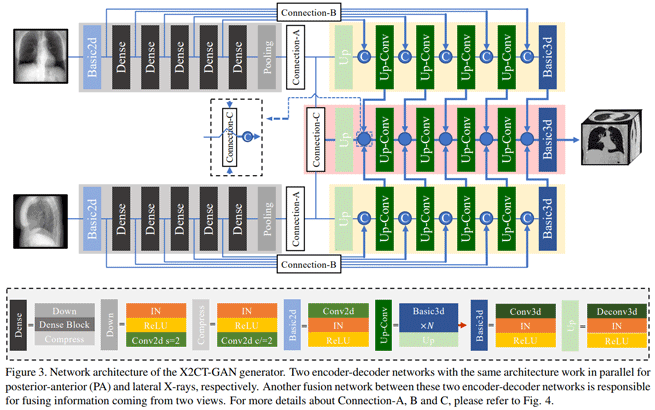 Connection-B
Basic2d
Dense
Dense
Dense
Dense
Dense
Pooling
Connection-A
Up
C
Up-Conv
C
Up-Conv
C
Up-Conv
C
Up-Conv
C
Basic3d
Connection-C
C
Connection-C
Up
Up-Conv
Up-Conv
Up-Conv
Up-Conv
Basic3d
Basic2d
Dense
Dense
Dense
Dense
Dense
Pooling
Connection-A
Up
C
Up-Conv
C
Up-Conv
C
Up-Conv
C
Up-Conv
C
Basic3d
Connection-B
Dense
=
Down
Dense Block
Compress
Down
=
IN
ReLU
Conv2d s=2
Compress
=
IN
ReLU
Conv2d c/=2
Basic2d
=
Conv2d
IN
ReLU
Up-Conv
=
Basic3d
×N
Up
Basic3d
=
Conv3d
IN
ReLU
Up
=
Deconv3d
IN
ReLU
Figure 3. Network architecture of the X2CT-GAN generator. Two encoder-decoder networks with the same architecture work in parallel for
posterior-anterior (PA) and lateral X-rays, respectively. Another fusion network between these two encoder-decoder networks is responsible
for fusing information coming from two views. For more details about Connection-A, B and C, please refer to Fig. 4.